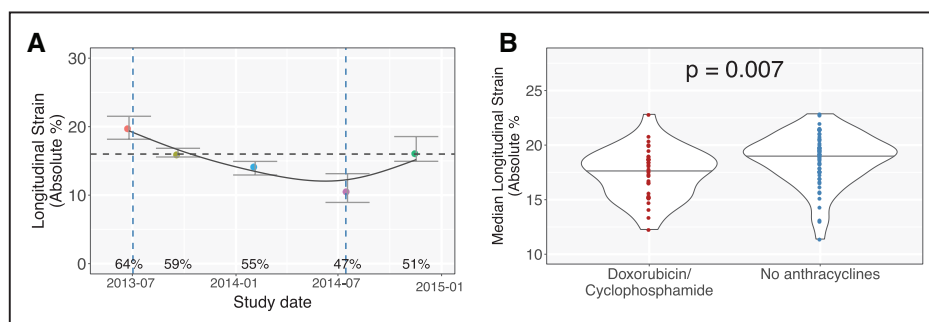 A
B
Longitudinal Strain
(Absolute %)
30
20
10
0
64%
59%
55%
47%
51%
2013-07
2014-01
2014-07
2015-01
Study date
Median Longitudinal Strain
(Absolute %
25
20
15
10
p = 0.007
Doxorubicin/
Cyclophosphamide
No anthracyclines